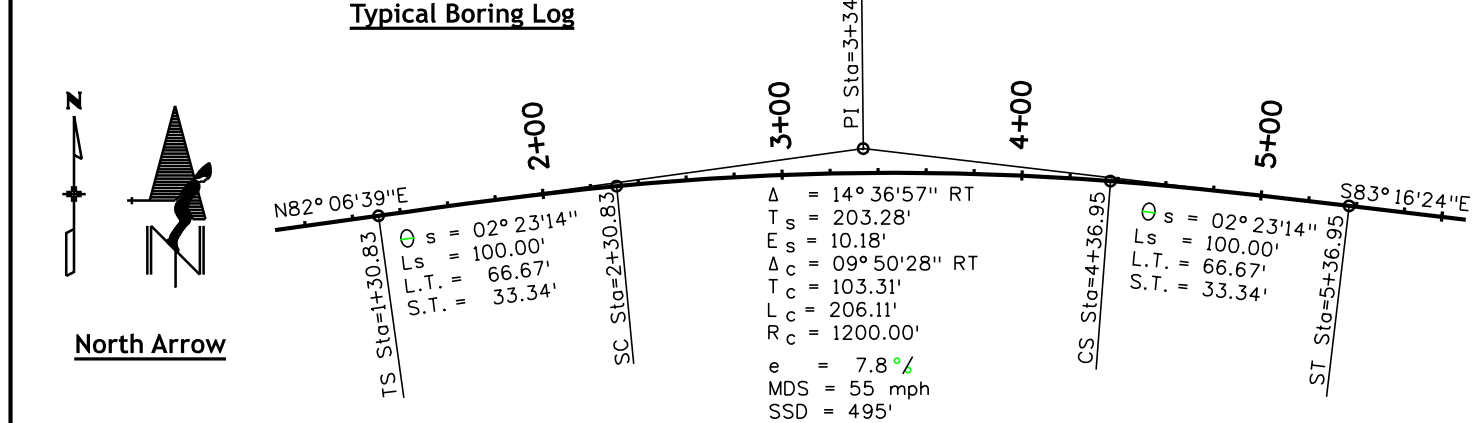 Typical Boring Log
N
North Arrow
N82° 06'39"E
2+00
3+00
PI Sta=3+34
4+00
5+00
S83° 16'24"E
TS Sta=1+30.83
θ s = 02° 23'14"
Ls = 100.00'
L.T. = 66.67'
S.T. = 33.34'
SC Sta=2+30.83
Δ = 14° 36'57" RT
T s = 203.28'
E s = 10.18'
Δ c = 09° 50'28" RT
T c = 103.31'
L c = 206.11'
R c = 1200.00'
e = 7.8 %
MDS = 55 mph
SSD = 495'
CS Sta=4+36.95
θ s = 02° 23'14"
Ls = 100.00'
L.T. = 66.67'
S.T. = 33.34'
ST Sta=5+36.95